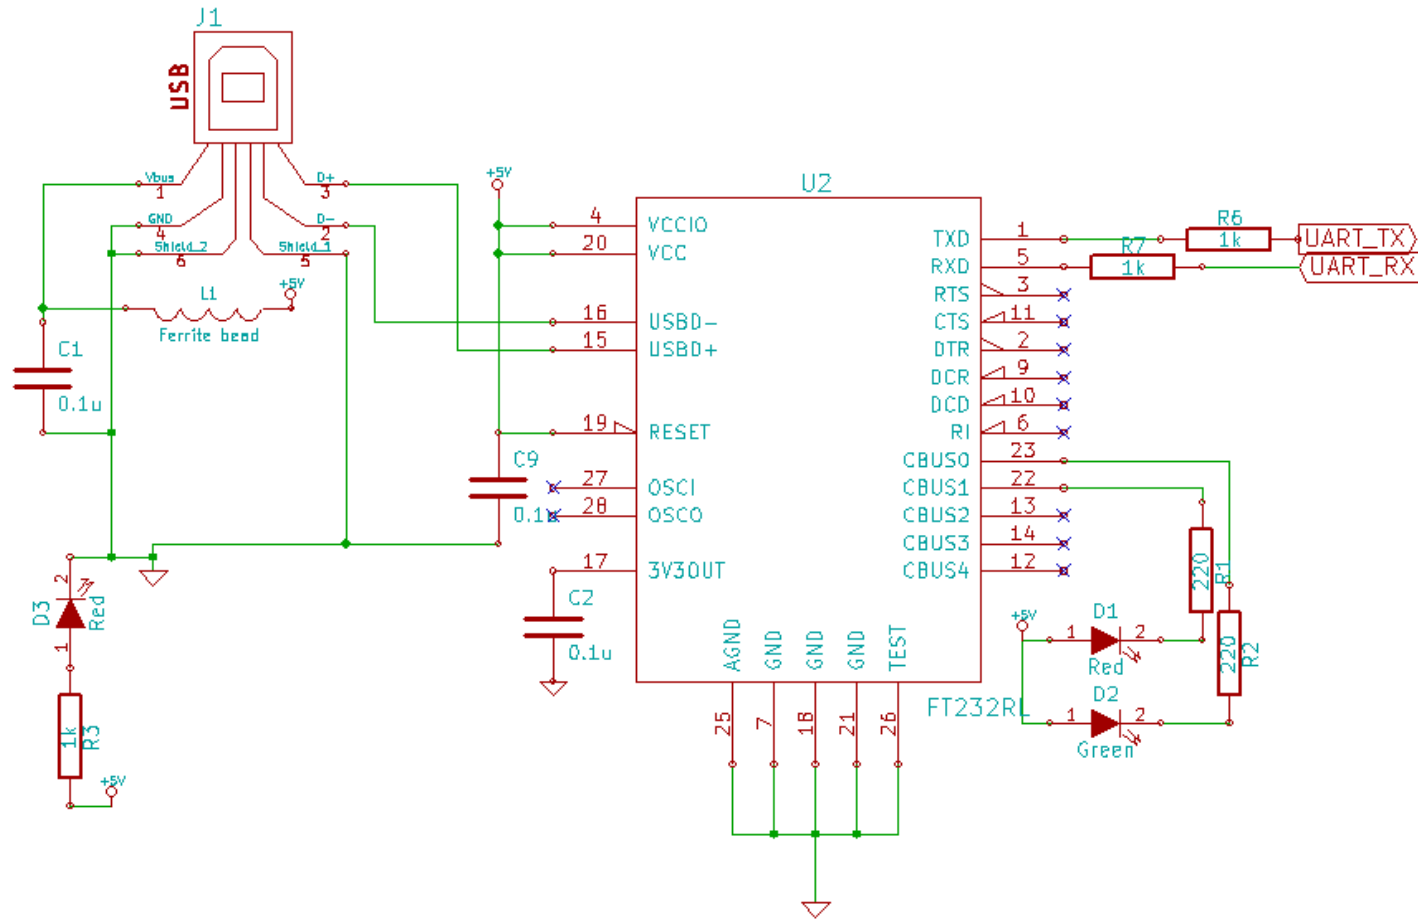 J1
USB
Vbus
1
D+
3
GND
4
D-
2
Shield_2
6
Shield_1
5
+5V
L1
Ferrite bead
C1
0.1u
+5V
U2
4
VCCIO
20
VCC
16
USBD-
15
USBD+
19
RESET
27
OSCI
28
OSCO
17
3V3OUT
C9
0.1u
C2
0.1u
TXD
1
RXD
5
RTS
3
CTS
11
DTR
2
DCR
9
DCD
10
RI
6
CBUS0
23
CBUS1
22
CBUS2
13
CBUS3
14
CBUS4
12
R6
1k
UART_TX
R7
1k
UART_RX
AGND
25
GND
7
GND
18
GND
21
TEST
26
FT232RL
220
R1
220
R2
+5V
D1
1
2
Red
D2
1
2
Green
D3
2
Red
1
1k
R3
+5V